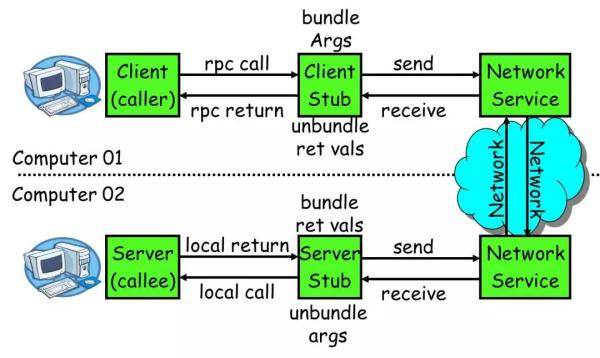 bundle
Args
Client
(caller)
rpc call
rpc return
Client
Stub
send
receive
Network
Service
unbundle
ret vals
Computer 01
Network
Network
Computer 02
bundle
ret vals
Server
(callee)
local return
local call
Server
Stub
send
receive
Network
Service
unbundle
args